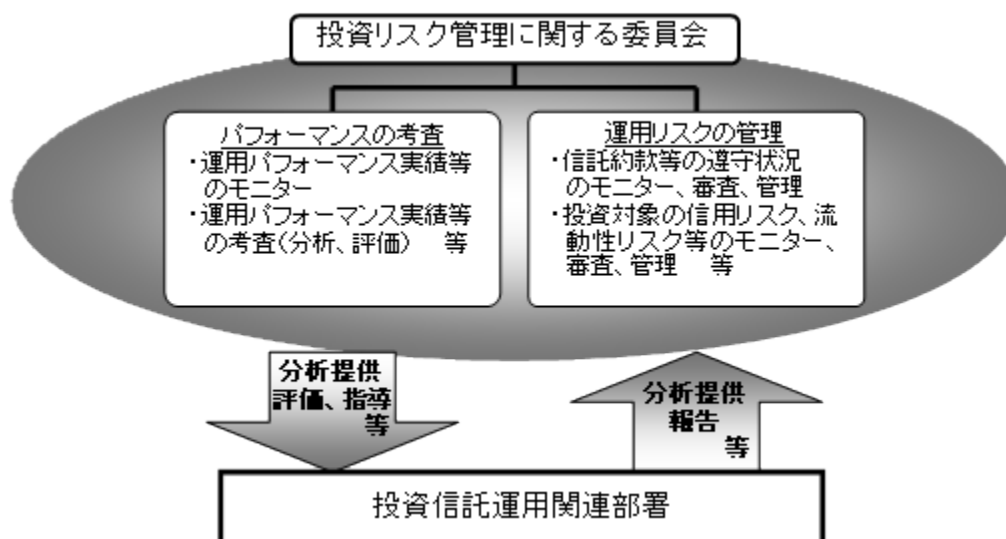 投資リスク管理に関する委員会
パフォーマンスの考査
・運用パフォーマンス実績等
のモニター
・運用パフォーマンス実績等
の考査(分析、評価) 等
運用リスクの管理
・信託約款等の遵守状況
のモニター、審査、管理
・投資対象の信用リスク、流
動性リスク等のモニター、
審査、管理 等
分析提供
評価、指導
等
分析提供
報告
等
投資信託運用関連部署